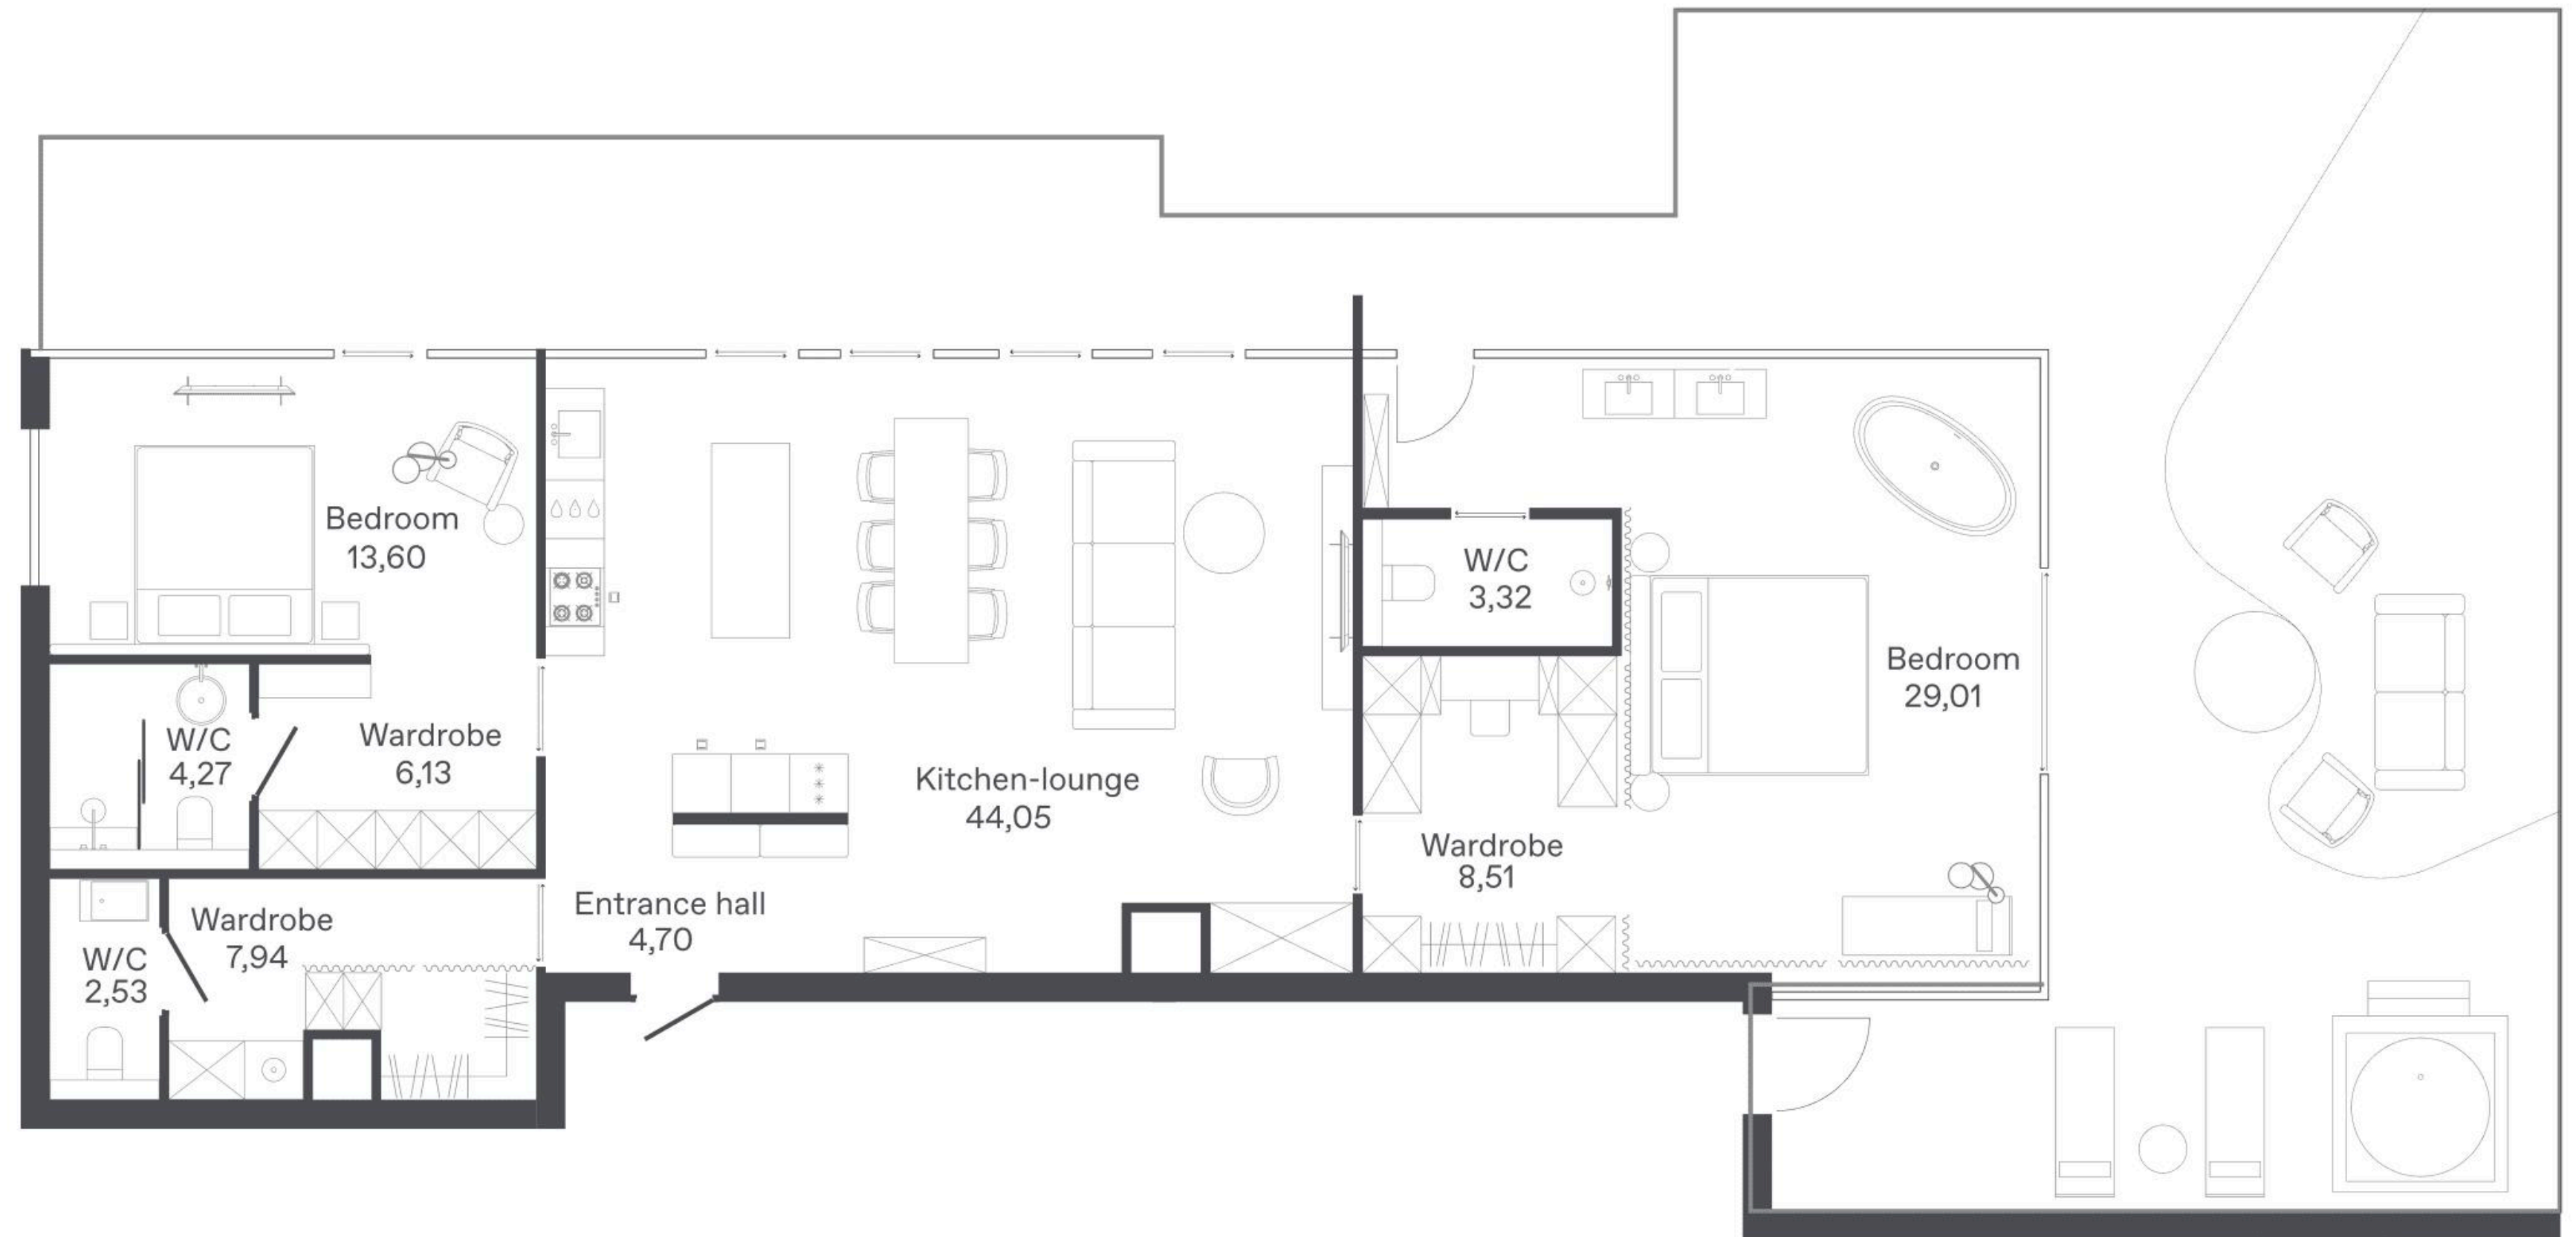 Bedroom
13,60
W/C
3,32
Bedroom
29,01
W/C
4,27
Wardrobe
6,13
Kitchen-lounge
44,05
Wardrobe
8,51
Entrance hall
4,70
Wardrobe
7,94
W/C
2,53